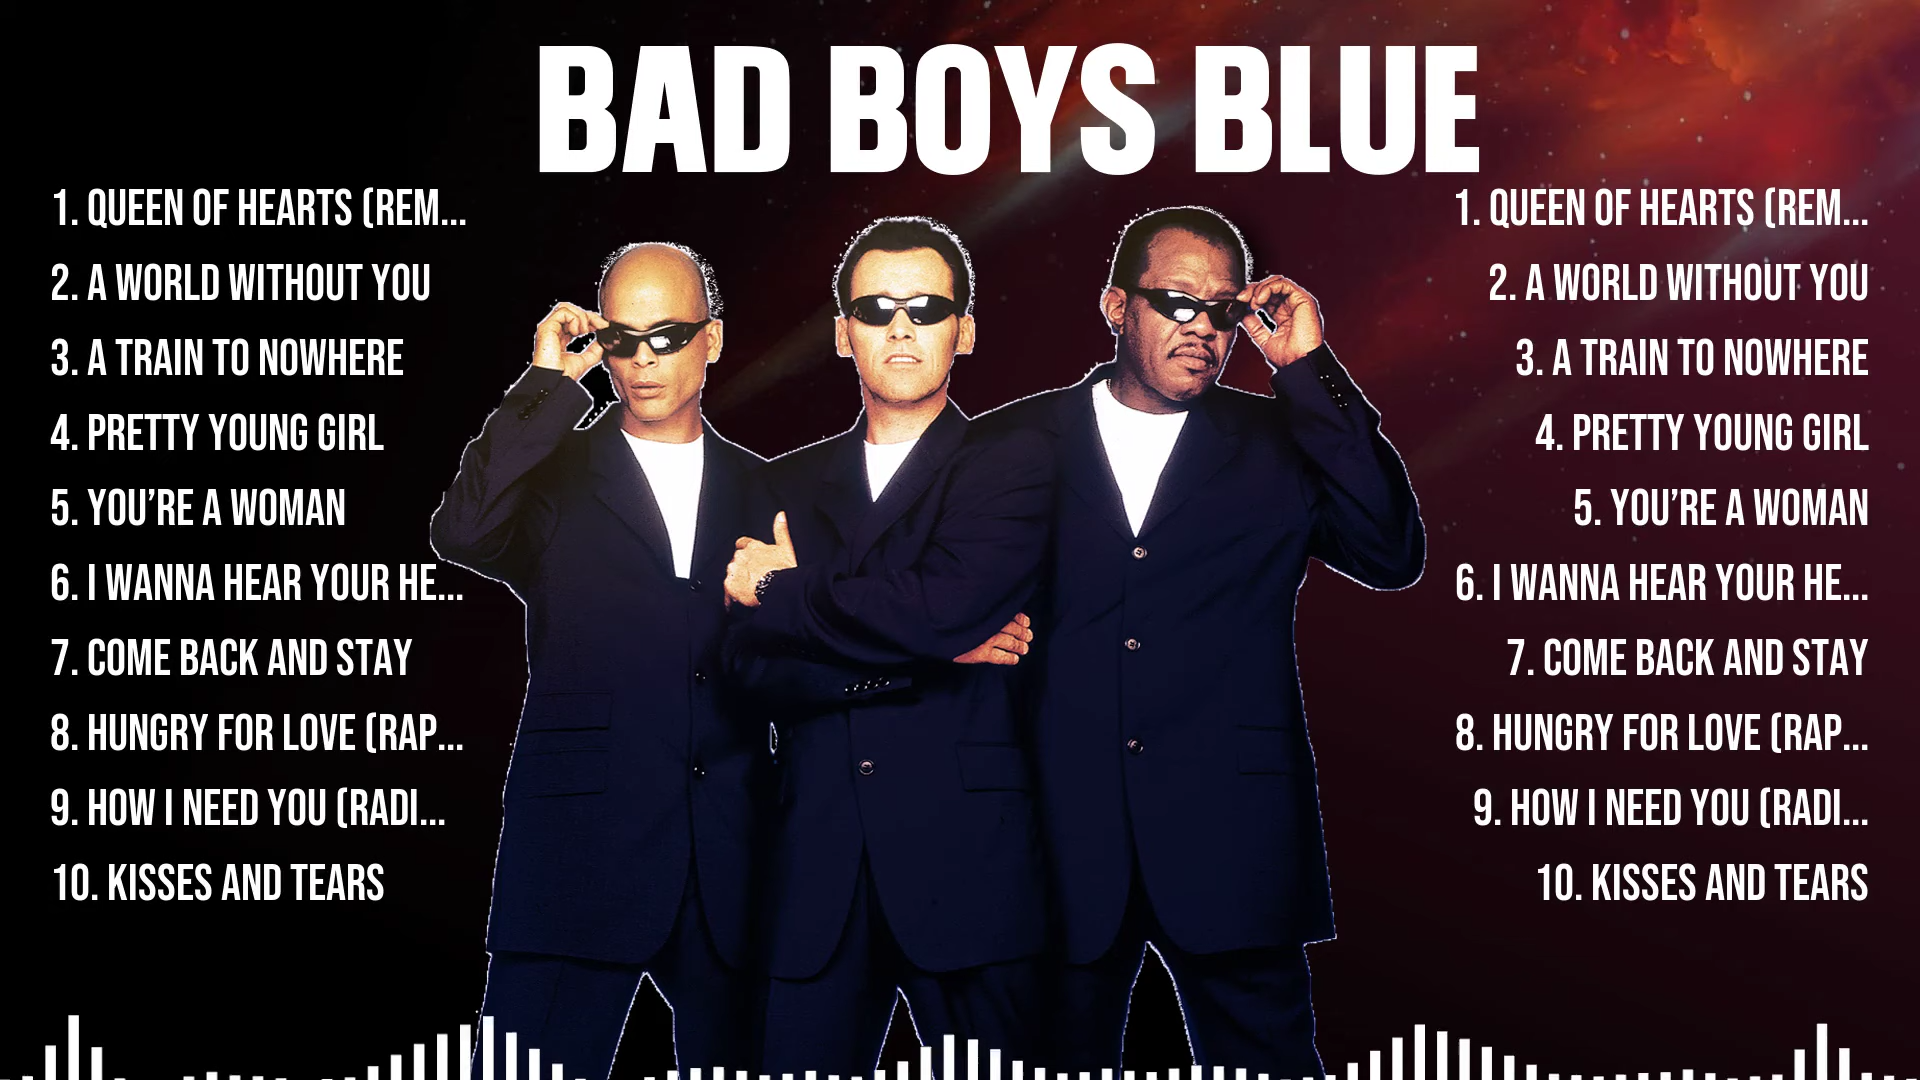 BAD BOYS BLUE
1. QUEEN OF HEARTS (REM...
2. A WORLD WITHOUT YOU
3. A TRAIN TO NOWHERE
4. PRETTY YOUNG GIRL
5. YOU’RE A WOMAN
6. I WANNA HEAR YOUR HE...
7. COME BACK AND STAY
8. HUNGRY FOR LOVE (RAP...
9. HOW I NEED YOU (RADI...
10. KISSES AND TEARS
1. QUEEN OF HEARTS (REM...
2. A WORLD WITHOUT YOU
3. A TRAIN TO NOWHERE
4. PRETTY YOUNG GIRL
5. YOU’RE A WOMAN
6. I WANNA HEAR YOUR HE...
7. COME BACK AND STAY
8. HUNGRY FOR LOVE (RAP...
9. HOW I NEED YOU (RADI...
10. KISSES AND TEARS